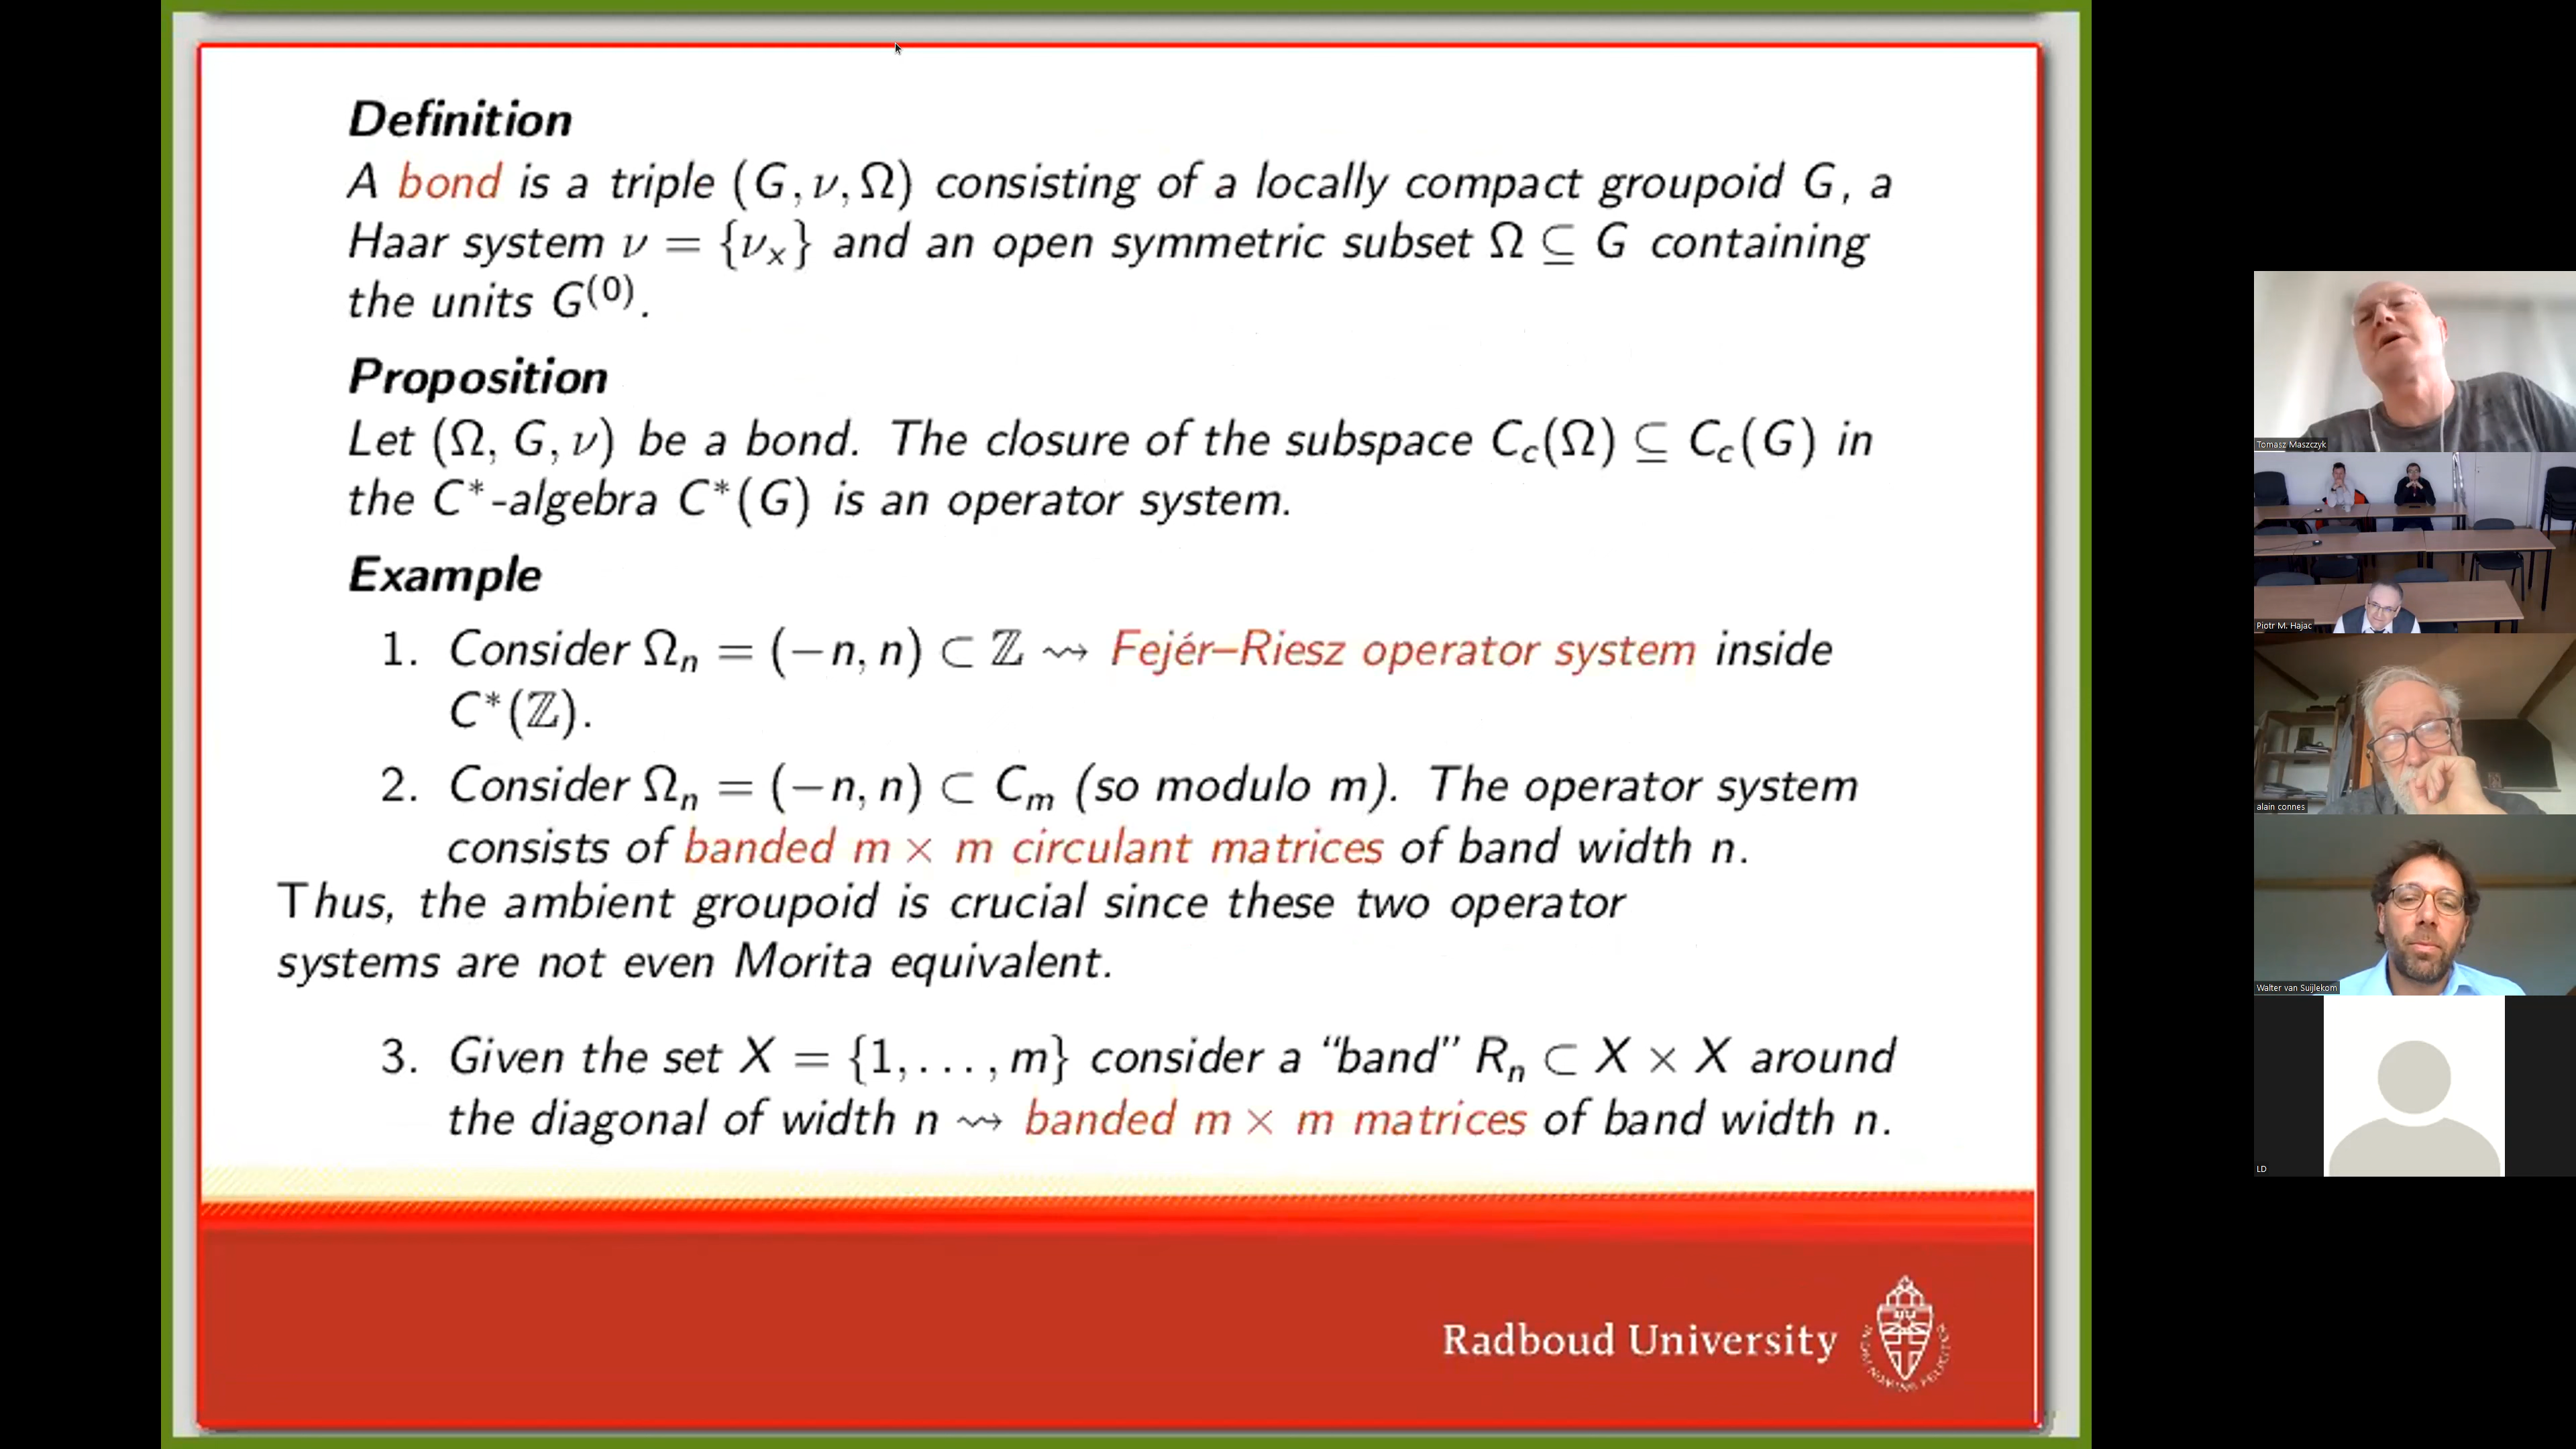 Definition
A bond is a triple (G, ν, Ω) consisting of a locally compact groupoid G, a
Haar system ν = {νₓ} and an open symmetric subset Ω ⊆ G containing
the units G⁽⁰⁾.
Proposition
Let (Ω, G, ν) be a bond. The closure of the subspace C_c(Ω) ⊆ C_c(G) in
the C*-algebra C*(G) is an operator system.
Example
1. Consider Ωₙ = (−n, n) ⊂ ℤ ⇝ Fejér–Riesz operator system inside
C*(ℤ).
2. Consider Ωₙ = (−n, n) ⊂ Cₘ (so modulo m). The operator system
consists of banded m × m circulant matrices of band width n.
Thus, the ambient groupoid is crucial since these two operator
systems are not even Morita equivalent.
3. Given the set X = {1, . . . , m} consider a “band” Rₙ ⊂ X × X around
the diagonal of width n ⇝ banded m × m matrices of band width n.
Radboud University
Tomasz Maszczyk
Piotr M. Hajac
alain connes
Walter van Suijlekom
LD